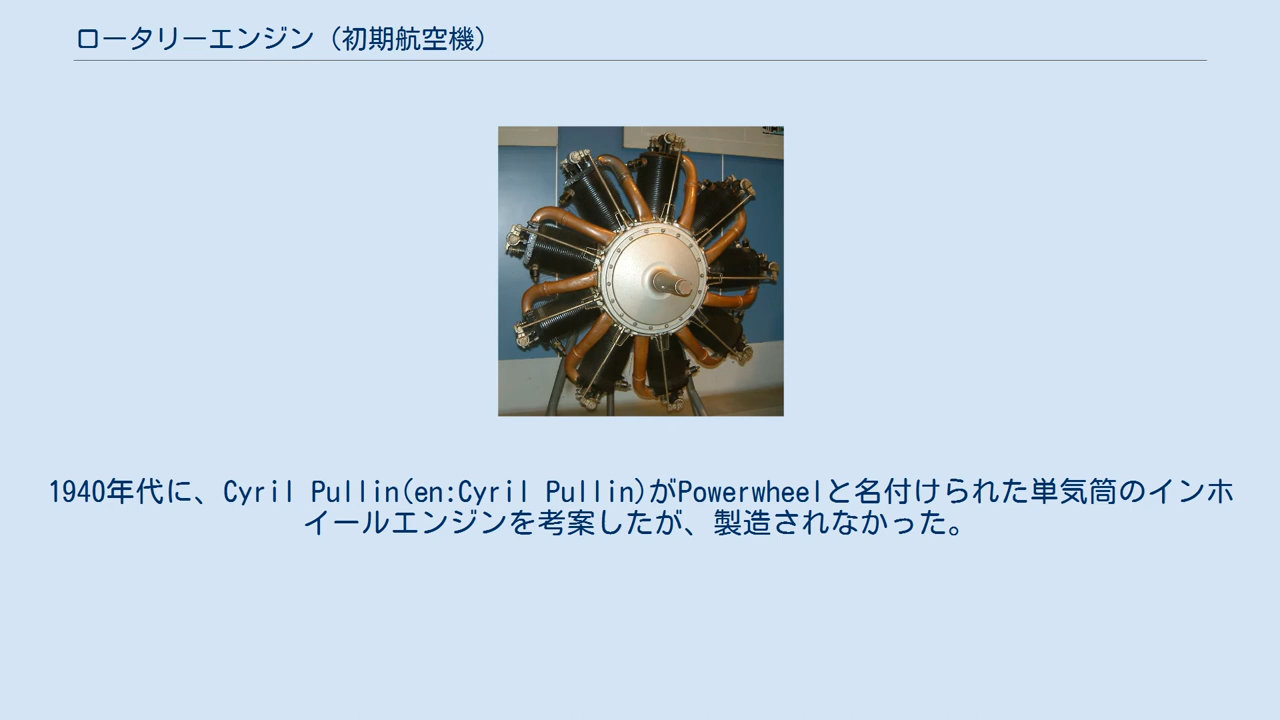 ロータリーエンジン（初期航空機）
1940年代に、Cyril Pullin(en:Cyril Pullin)がPowerwheelと名付けられた単気筒のインホ
イールエンジンを考案したが、製造されなかった。